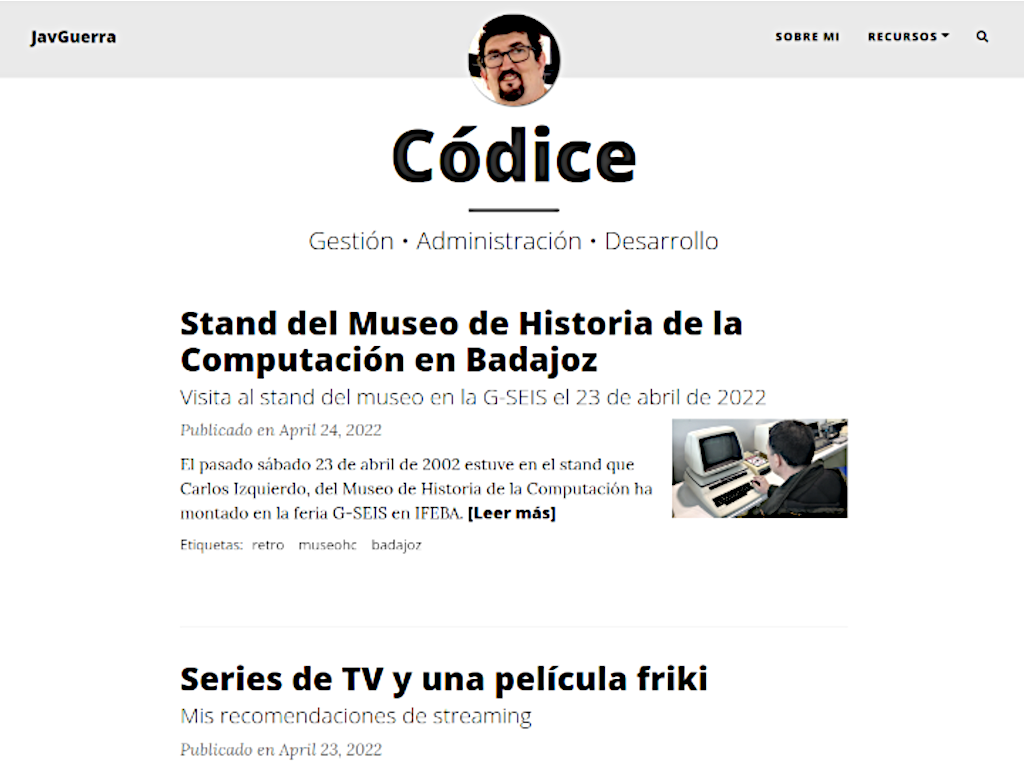 JavGuerra
SOBRE MI RECURSOS
Códice
Gestión • Administración • Desarrollo
Stand del Museo de Historia de la
Computación en Badajoz
Visita al stand del museo en la G-SEIS el 23 de abril de 2022
Publicado en April 24, 2022
El pasado sábado 23 de abril de 2002 estuve en el stand que
Carlos Izquierdo, del Museo de Historia de la Computación ha
montado en la feria G-SEIS en IFEBA. [Leer más]
Etiquetas: retro museohc badajoz
Series de TV y una película friki
Mis recomendaciones de streaming
Publicado en April 23, 2022